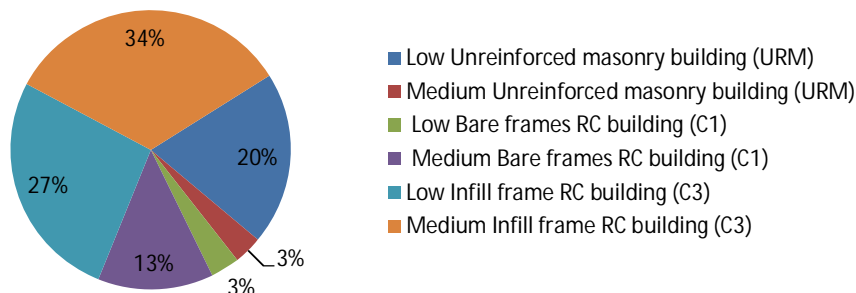 34%
20%
27%
13%
3%
3%
Low Unreinforced masonry building (URM)
Medium Unreinforced masonry building (URM)
Low Bare frames RC building (C1)
Medium Bare frames RC building (C1)
Low Infill frame RC building (C3)
Medium Infill frame RC building (C3)